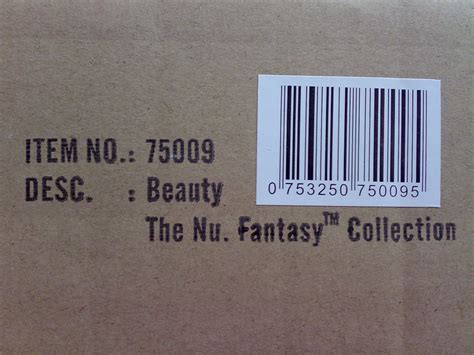 ITEM NO.: 75009
DESC. : Beauty
The Nu. Fantasy™ Collection
0 753250 750095